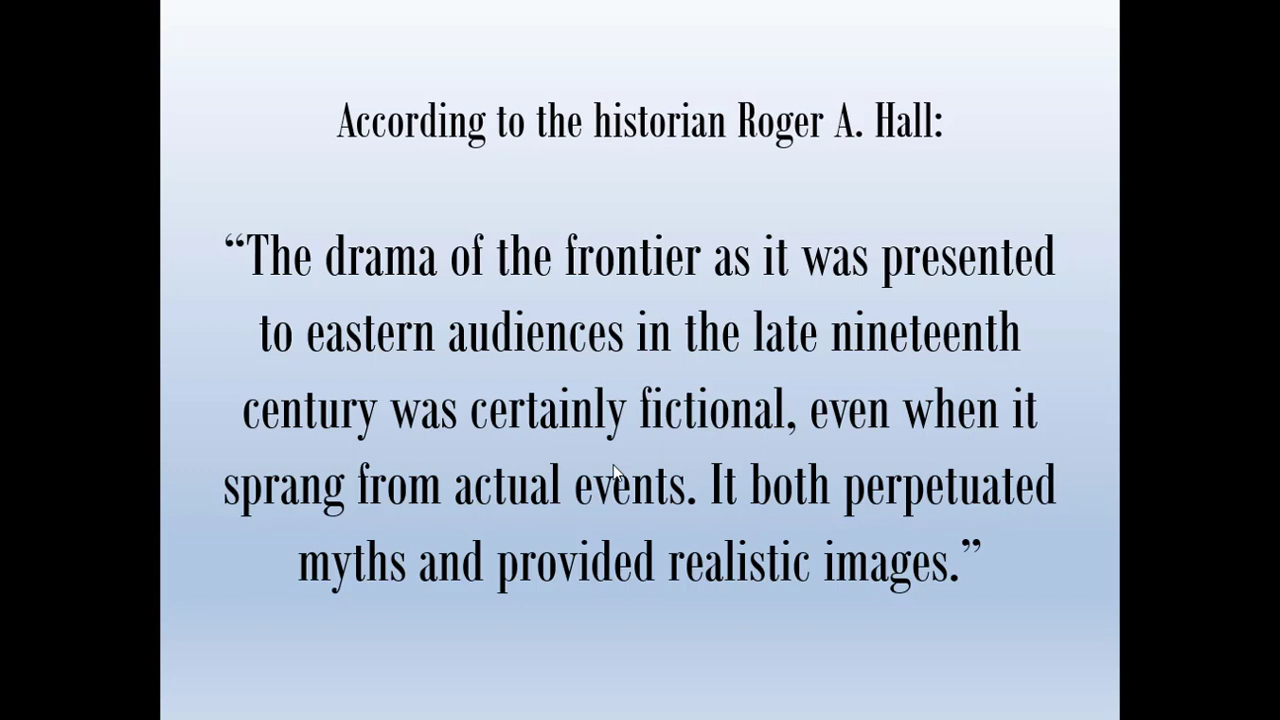 According to the historian Roger A. Hall:
“The drama of the frontier as it was presented
to eastern audiences in the late nineteenth
century was certainly fictional, even when it
sprang from actual events. It both perpetuated
myths and provided realistic images.”